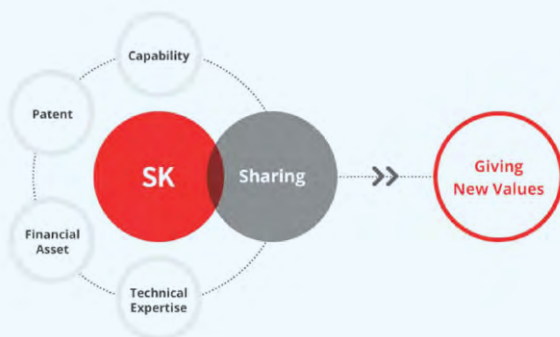 Capability
Patent
SK
Sharing
Giving
New Values
Financial
Asset
Technical
Expertise